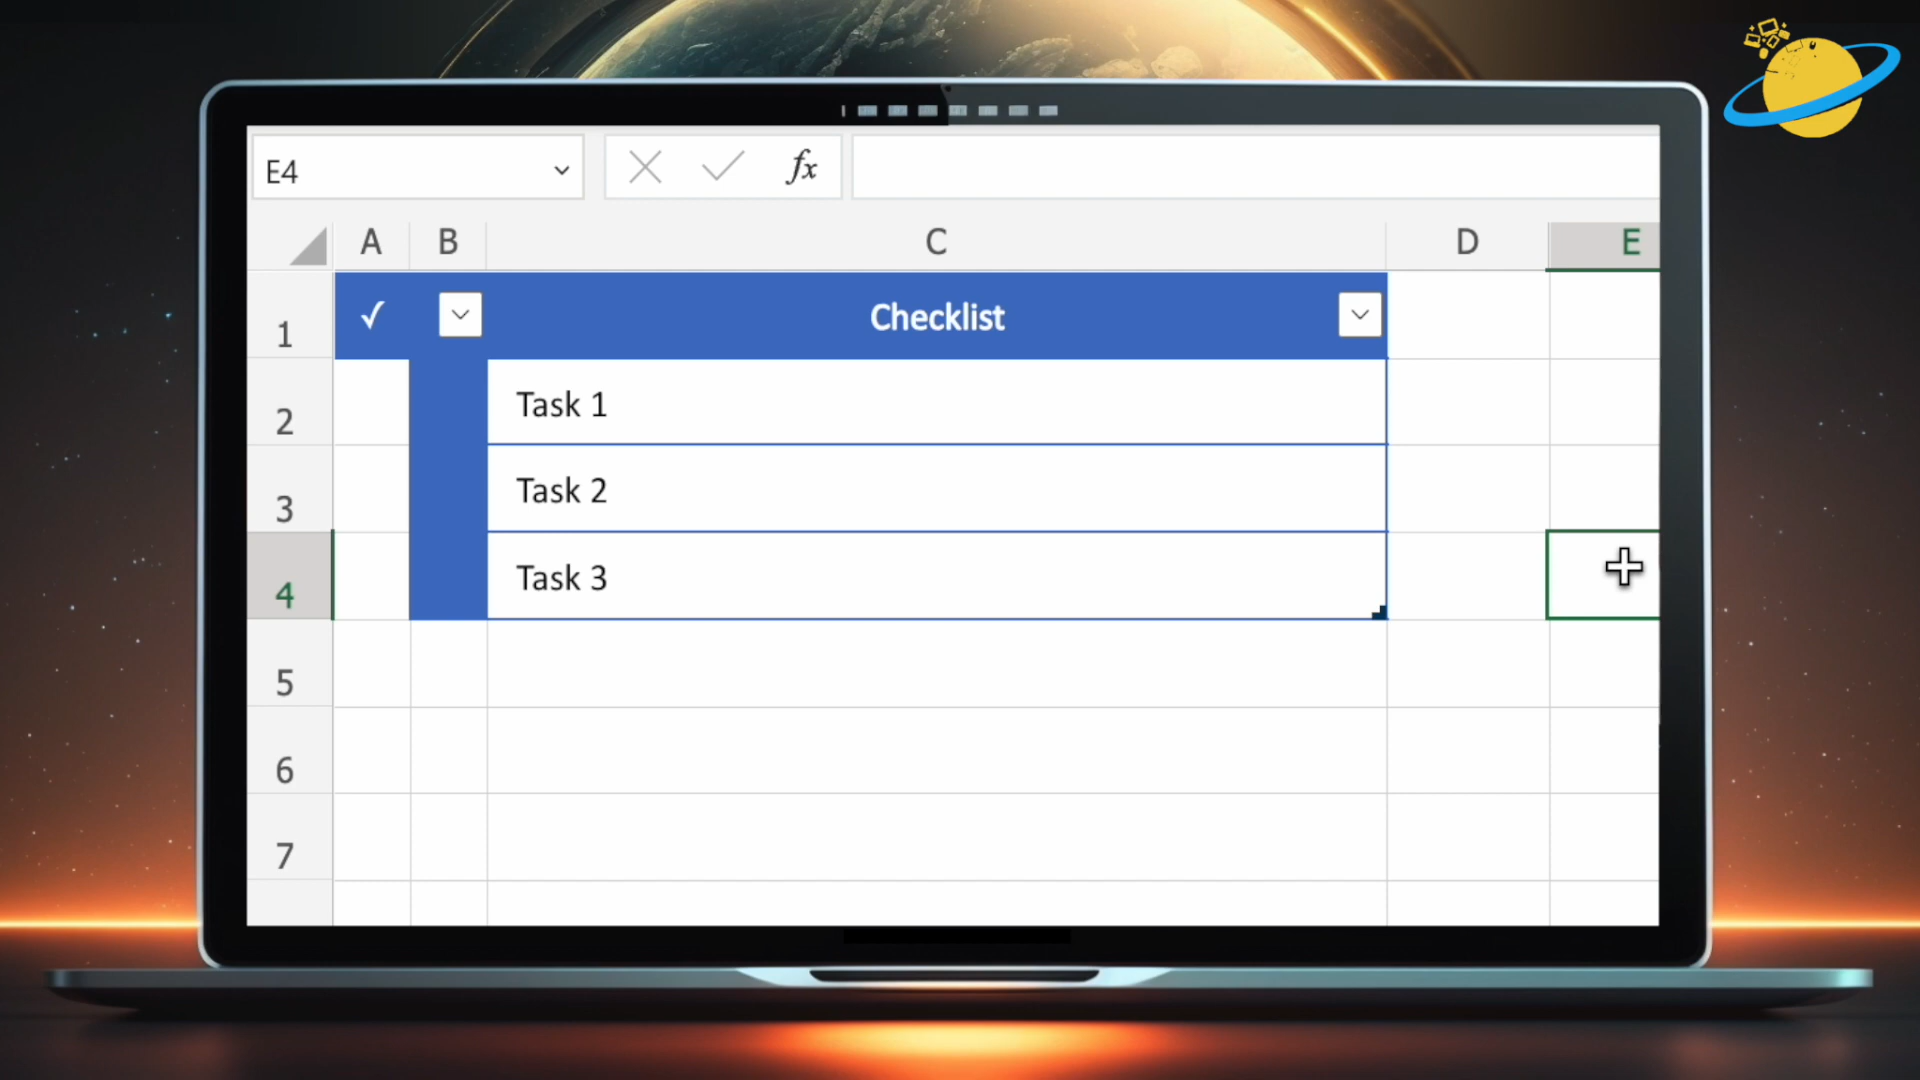 E4
fx
A B C D E
1 ✓ Checklist
2 Task 1
3 Task 2
4 Task 3
5
6
7